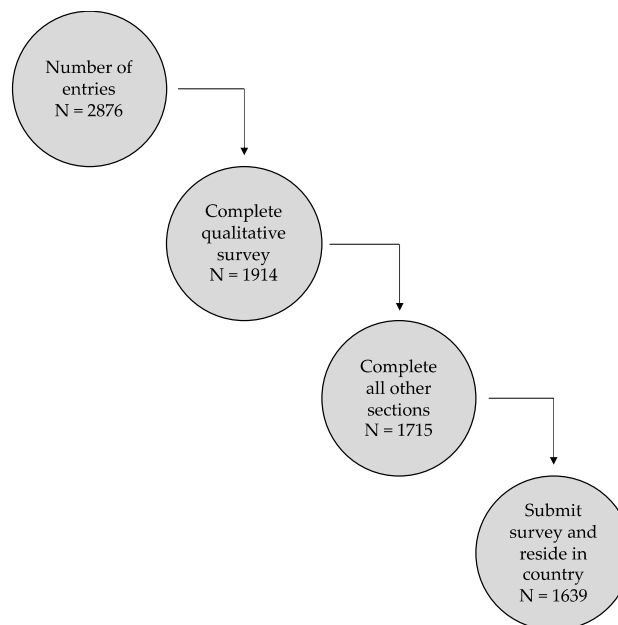 Number of
entries
N = 2876
Complete
qualitative
survey
N = 1914
Complete
all other
sections
N = 1715
Submit
survey and
reside in
country
N = 1639